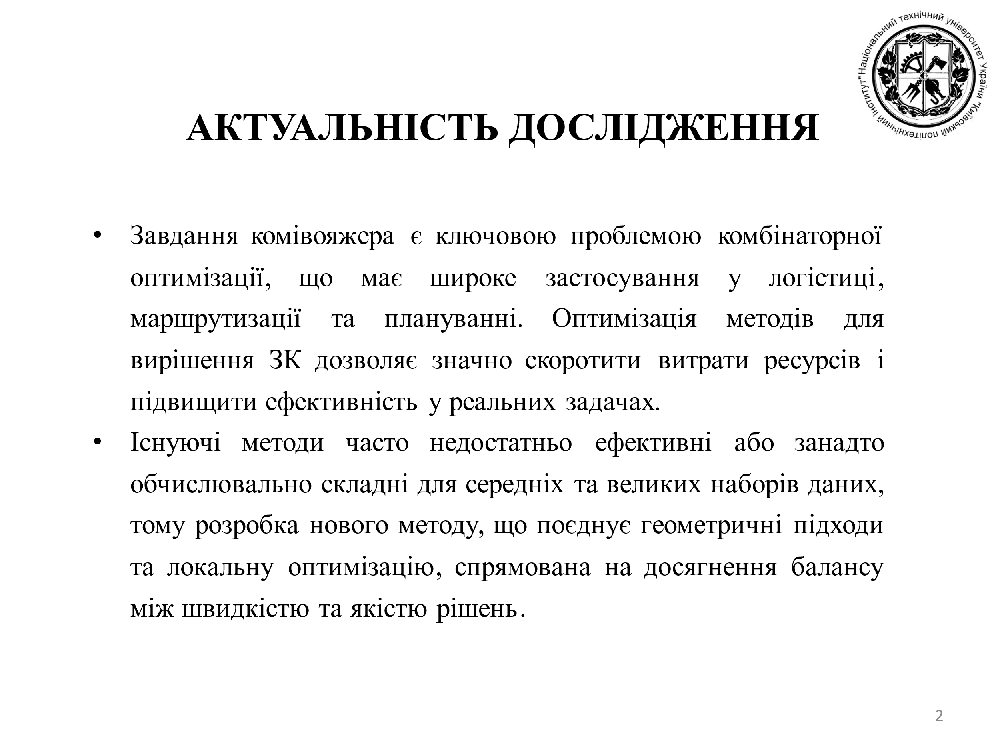 Національний технічний університет України "Київський політехнічний інститут"
АКТУАЛЬНІСТЬ ДОСЛІДЖЕННЯ
• Завдання комівояжера є ключовою проблемою комбінаторної
оптимізації, що має широке застосування у логістиці,
маршрутизації та плануванні. Оптимізація методів для
вирішення ЗК дозволяє значно скоротити витрати ресурсів і
підвищити ефективність у реальних задачах.
• Існуючі методи часто недостатньо ефективні або занадто
обчислювально складні для середніх та великих наборів даних,
тому розробка нового методу, що поєднує геометричні підходи
та локальну оптимізацію, спрямована на досягнення балансу
між швидкістю та якістю рішень.
2